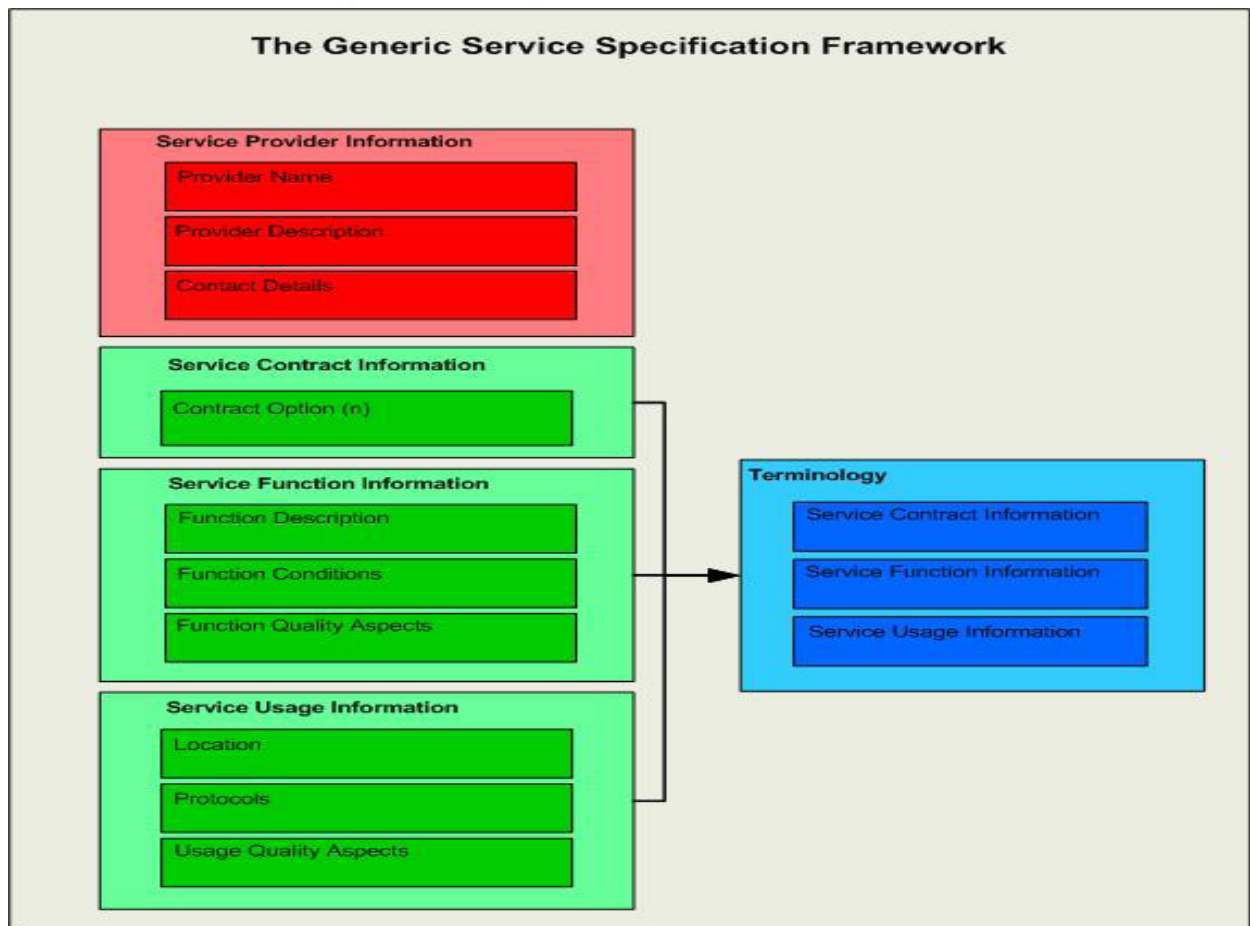 The Generic Service Specification Framework
Service Provider Information
Provider Name
Provider Description
Contact Details
Service Contract Information
Contract Option (n)
Service Function Information
Function Description
Function Conditions
Function Quality Aspects
Service Usage Information
Location
Protocols
Usage Quality Aspects
Terminology
Service Contract Information
Service Function Information
Service Usage Information